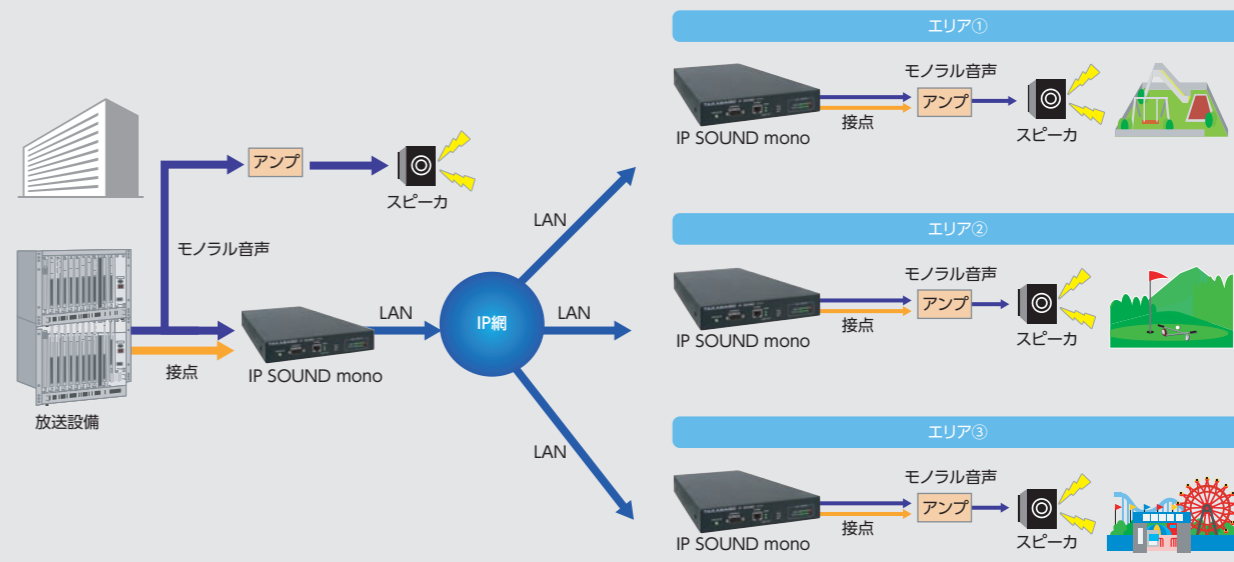 アンプ
スピーカ
モノラル音声
放送設備
接点
IP SOUND mono
LAN
IP網
LAN
LAN
LAN
エリア①
IP SOUND mono
モノラル音声
接点
アンプ
スピーカ
エリア②
IP SOUND mono
モノラル音声
接点
アンプ
スピーカ
エリア③
IP SOUND mono
モノラル音声
接点
アンプ
スピーカ